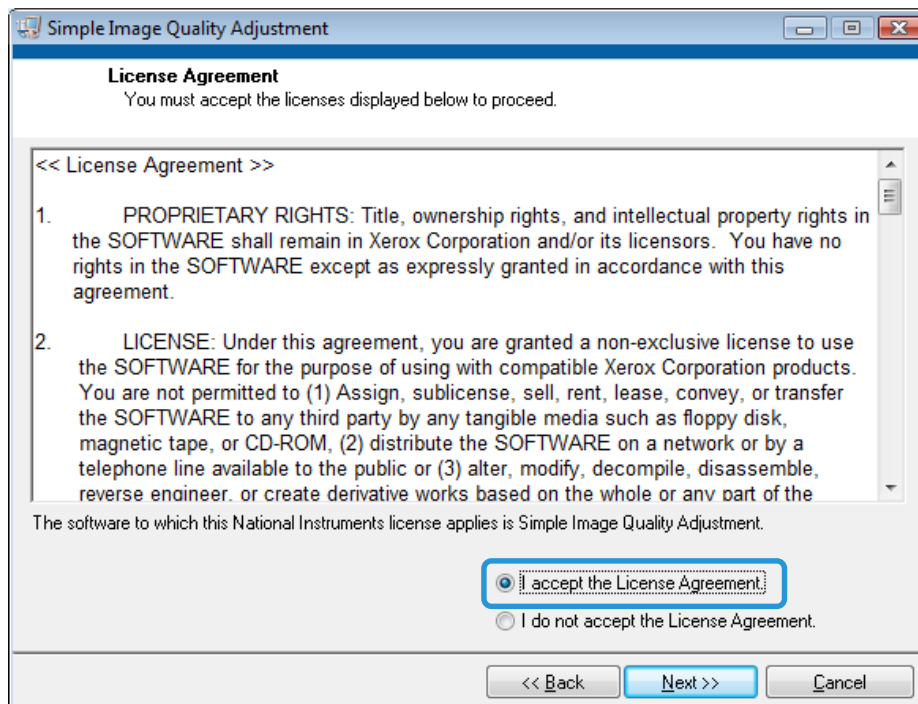 Simple Image Quality Adjustment
License Agreement
You must accept the licenses displayed below to proceed.
<< License Agreement >>
1. PROPRIETARY RIGHTS: Title, ownership rights, and intellectual property rights in
the SOFTWARE shall remain in Xerox Corporation and/or its licensors. You have no
rights in the SOFTWARE except as expressly granted in accordance with this
agreement.
2. LICENSE: Under this agreement, you are granted a non-exclusive license to use
the SOFTWARE for the purpose of using with compatible Xerox Corporation products.
You are not permitted to (1) Assign, sublicense, sell, rent, lease, convey, or transfer
the SOFTWARE to any third party by any tangible media such as floppy disk,
magnetic tape, or CD-ROM, (2) distribute the SOFTWARE on a network or by a
telephone line available to the public or (3) alter, modify, decompile, disassemble,
reverse engineer, or create derivative works based on the whole or any part of the
The software to which this National Instruments license applies is Simple Image Quality Adjustment.
I accept the License Agreement.
I do not accept the License Agreement.
<< Back Next >> Cancel